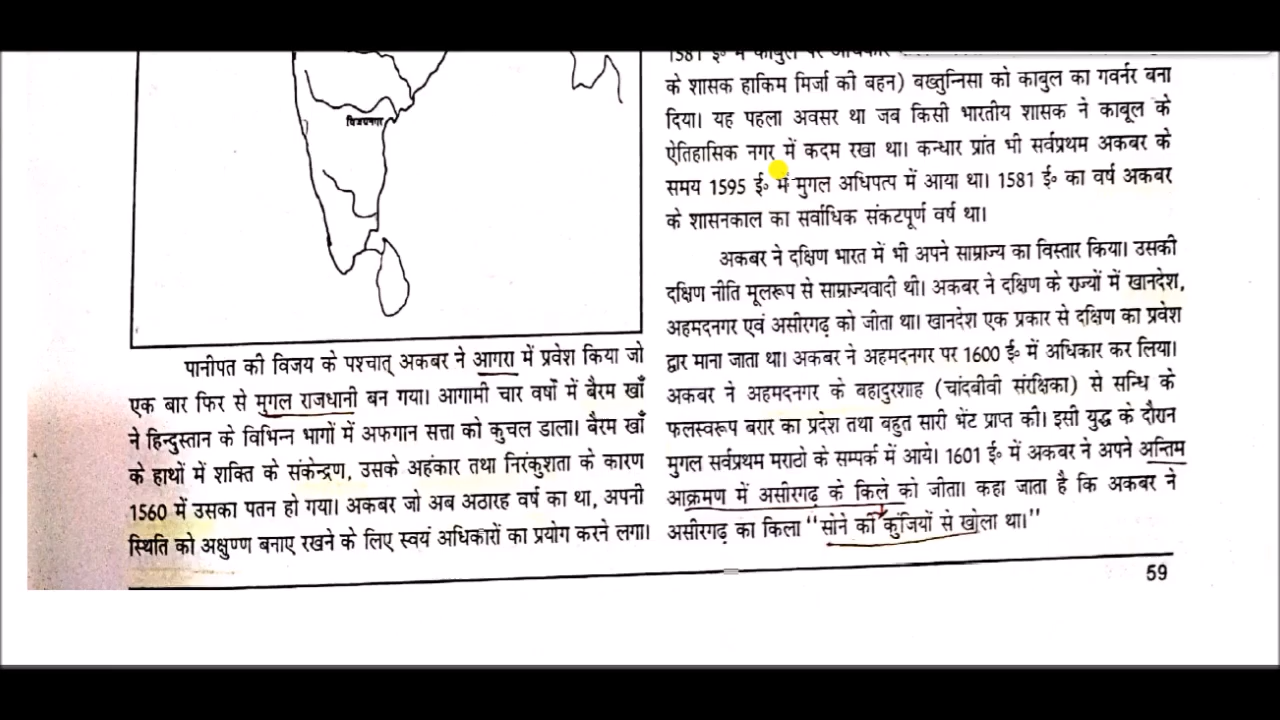 विजयनगर
पानीपत की विजय के पश्चात् अकबर ने आगरा में प्रवेश किया जो
एक बार फिर से मुगल राजधानी बन गया। आगामी चार वर्षों में बैरम खाँ
ने हिन्दुस्तान के विभिन्न भागों में अफगान सत्ता को कुचल डाला। बैरम खाँ
के हाथों में शक्ति के संकेन्द्रण, उसके अहंकार तथा निरंकुशता के कारण
1560 में उसका पतन हो गया। अकबर जो अब अठारह वर्ष का था, अपनी
स्थिति को अक्षुण्ण बनाए रखने के लिए स्वयं अधिकारों का प्रयोग करने लगा।
1581 ई॰ में काबुल पर अधिकार
के शासक हाकिम मिर्जा की बहन) बख्तुन्निसा को काबुल का गवर्नर बना
दिया। यह पहला अवसर था जब किसी भारतीय शासक ने काबूल के
ऐतिहासिक नगर में कदम रखा था। कन्धार प्रांत भी सर्वप्रथम अकबर के
समय 1595 ई॰ में मुगल अधिपत्प में आया था। 1581 ई॰ का वर्ष अकबर
के शासनकाल का सर्वाधिक संकटपूर्ण वर्ष था।
अकबर ने दक्षिण भारत में भी अपने साम्राज्य का विस्तार किया। उसकी
दक्षिण नीति मूलरूप से साम्राज्यवादी थी। अकबर ने दक्षिण के राज्यों में खानदेश,
अहमदनगर एवं असीरगढ़ को जीता था। खानदेश एक प्रकार से दक्षिण का प्रवेश
द्वार माना जाता था। अकबर ने अहमदनगर पर 1600 ई॰ में अधिकार कर लिया।
अकबर ने अहमदनगर के बहादुरशाह (चांदबीवी संरक्षिका) से सन्धि के
फलस्वरूप बरार का प्रदेश तथा बहुत सारी भेंट प्राप्त की। इसी युद्ध के दौरान
मुगल सर्वप्रथम मराठो के सम्पर्क में आये। 1601 ई॰ में अकबर ने अपने अन्तिम
आक्रमण में असीरगढ़ के किले को जीता। कहा जाता है कि अकबर ने
असीरगढ़ का किला "सोने की कुंजियों से खोला था।"
59